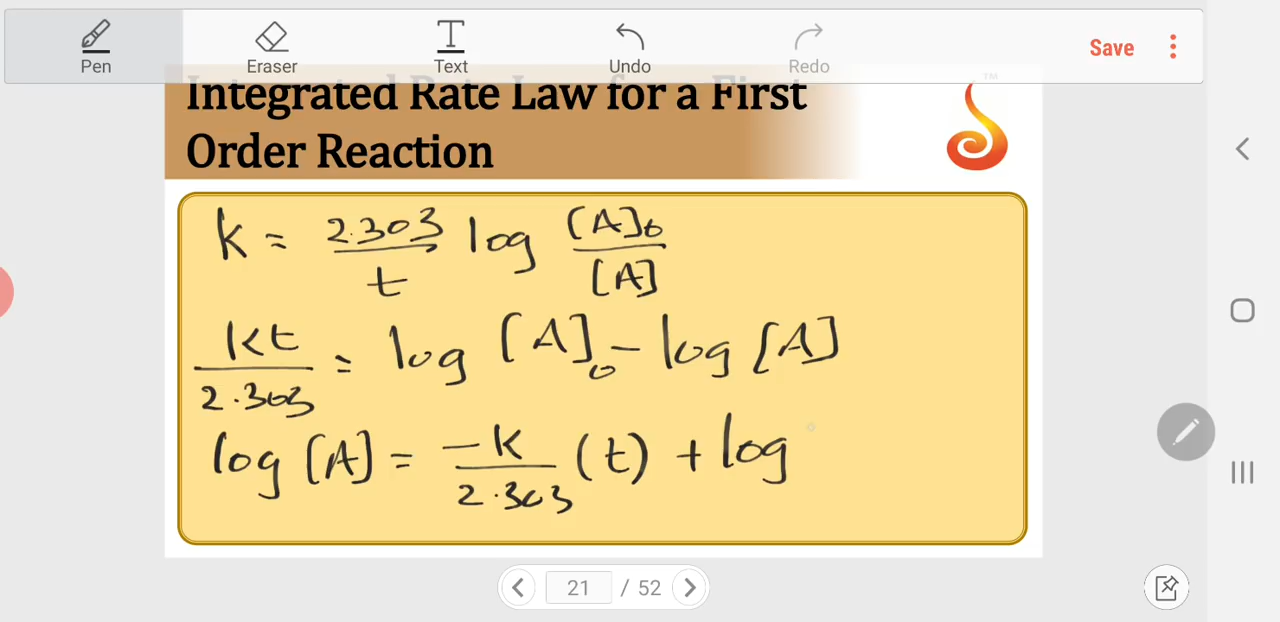 Pen Eraser Text Undo Redo Save
TM
Integrated Rate Law for a First
Order Reaction
k = 2.303/t log [A]₀/[A]
kt/2.303 = log [A]₀ - log [A]
log [A] = -k/2.303 (t) + log
21 / 52